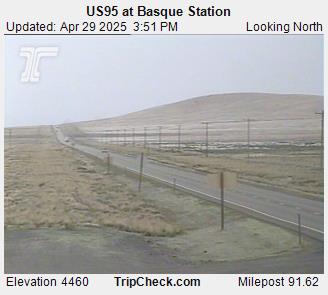 US95 at Basque Station
Updated: Apr 29 2025 3:51 PM Looking North
Elevation 4460 TripCheck.com Milepost 91.62